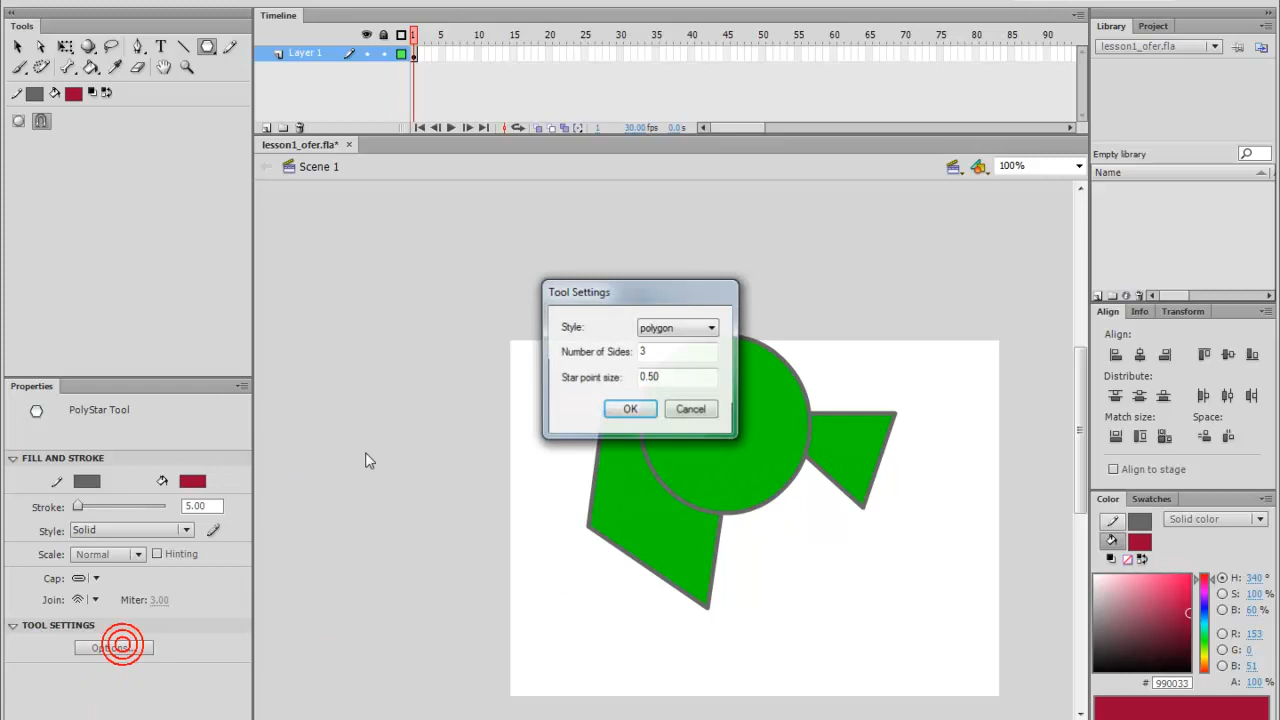 Tools
Timeline
Library
Project
1
5
10
15
20
25
30
35
40
45
50
55
60
65
70
75
80
85
90
lesson1_ofer.fla
Layer 1
1
30.00 fps
0.0 s
lesson1_ofer.fla*
Scene 1
100%
Empty library
Name
Tool Settings
Style:
polygon
Number of Sides:
3
Star point size:
0.50
OK
Cancel
Align
Info
Transform
Align:
Distribute:
Match size:
Space:
Align to stage
Properties
PolyStar Tool
FILL AND STROKE
Stroke:
5.00
Style:
Solid
Scale:
Normal
Hinting
Cap:
Join:
Miter: 3.00
TOOL SETTINGS
Color
Swatches
Solid color
H: 340 °
S: 100 %
B: 60 %
R: 153
G: 0
B: 51
# 990033
A: 100 %